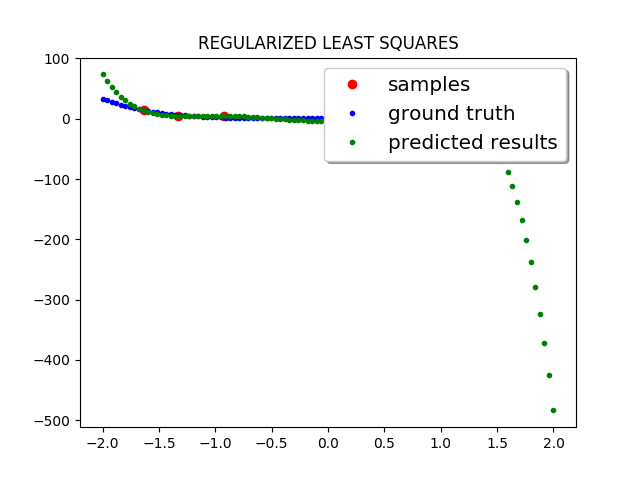 REGULARIZED LEAST SQUARES
samples
ground truth
predicted results
100
0
−100
−200
−300
−400
−500
−2.0 −1.5 −1.0 −0.5 0.0 0.5 1.0 1.5 2.0